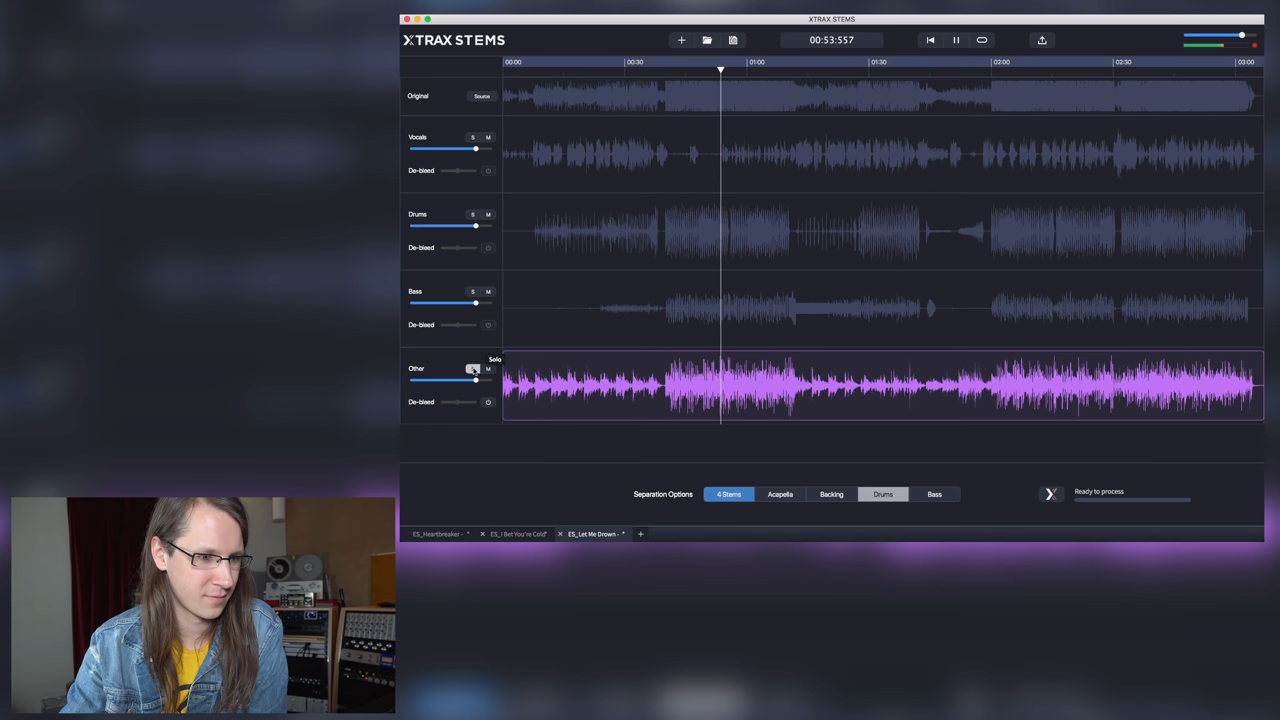 XTRAX STEMS
XTRAX STEMS
00:53:557
00:00 00:30 01:00 01:30 02:00 02:30 03:00
Original Source
Vocals S M
De-bleed
Drums S M
De-bleed
Bass S M
De-bleed
Solo
Other M
De-bleed
Separation Options 4 Stems Acapella Backing Drums Bass X Ready to process
ES_Heartbreaker - * ✕ ES_I Bet You're Cold* ✕ ES_Let Me Drown - * +